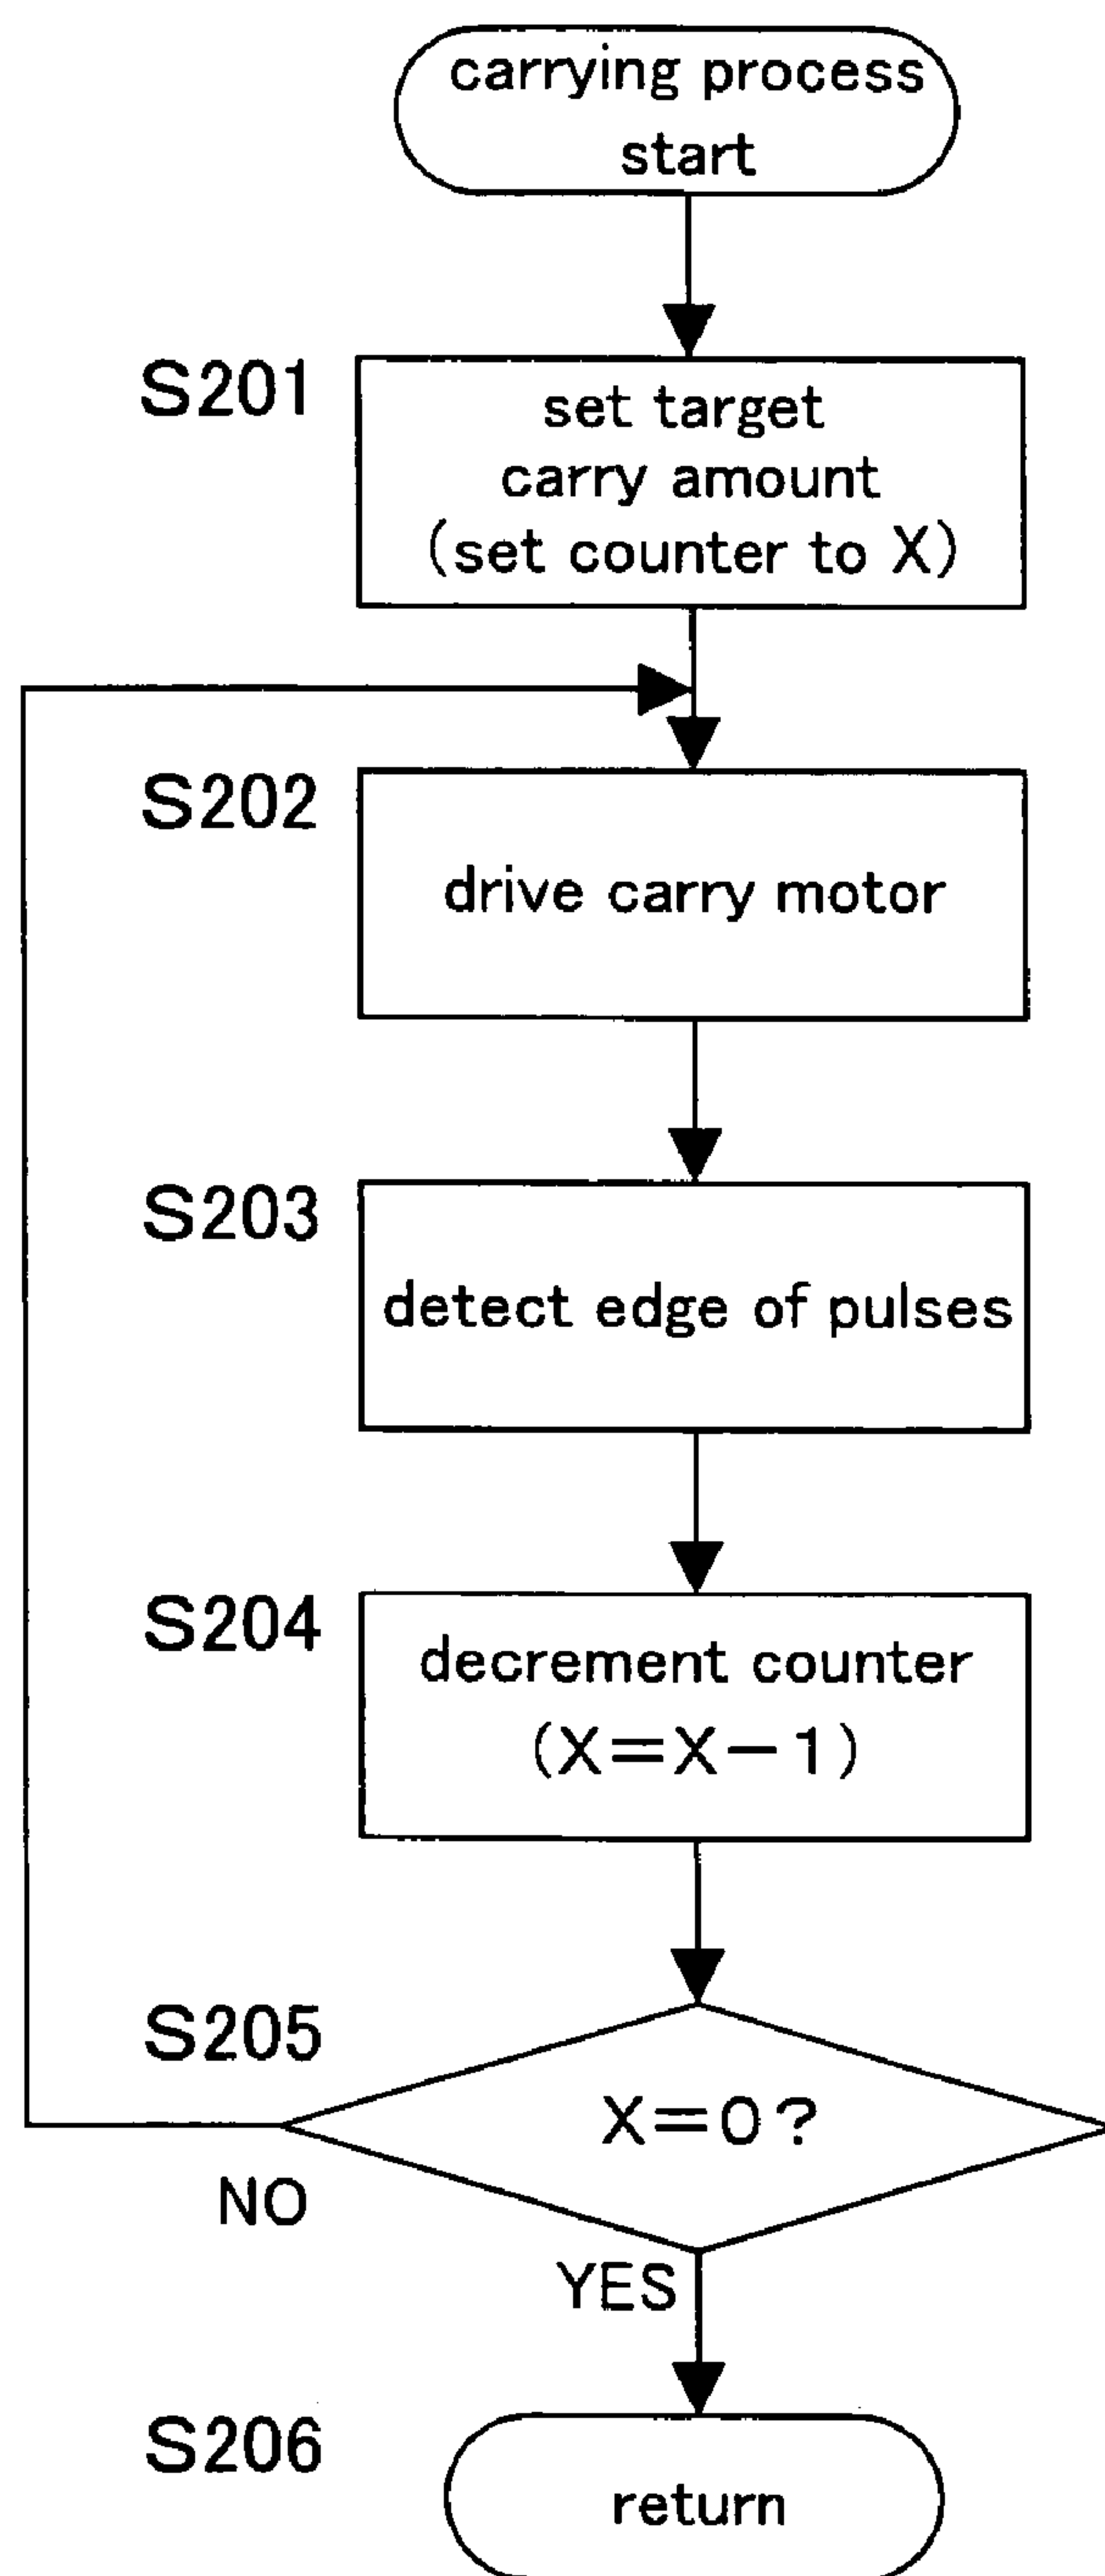 carrying process
start
S201
set target
carry amount
(set counter to X)
S202
drive carry motor
S203
detect edge of pulses
S204
decrement counter
(X=X-1)
S205
X=0?
NO
YES
S206
return